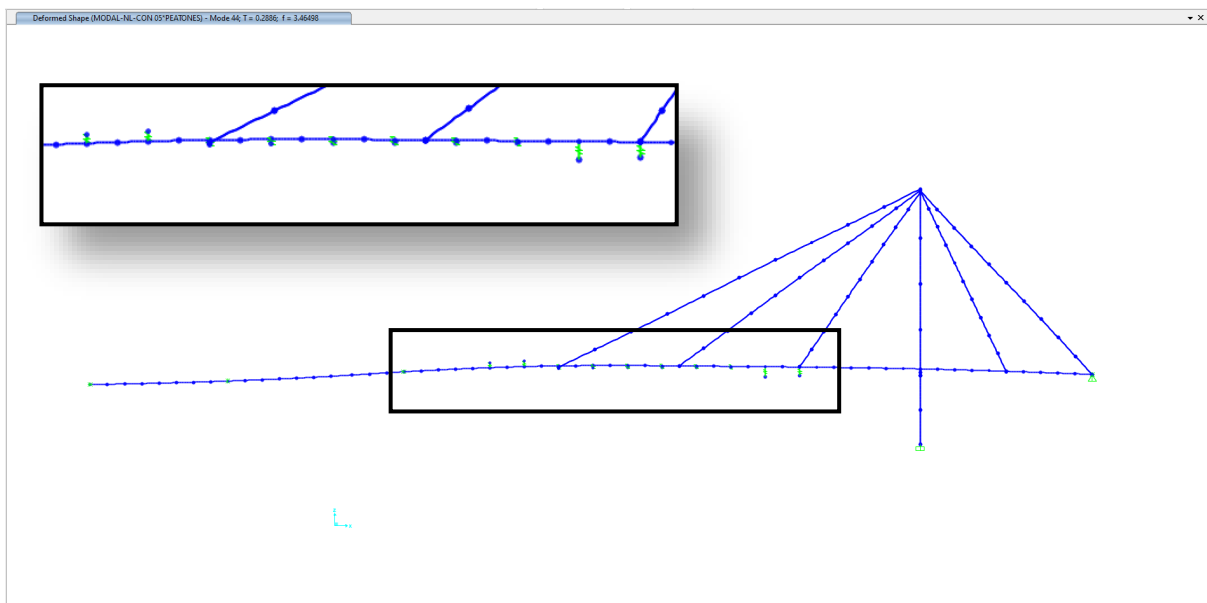 Deformed Shape (MODAL-NL-CON 05*PEATONES) - Mode 44; T = 0.2886; f = 3.46498